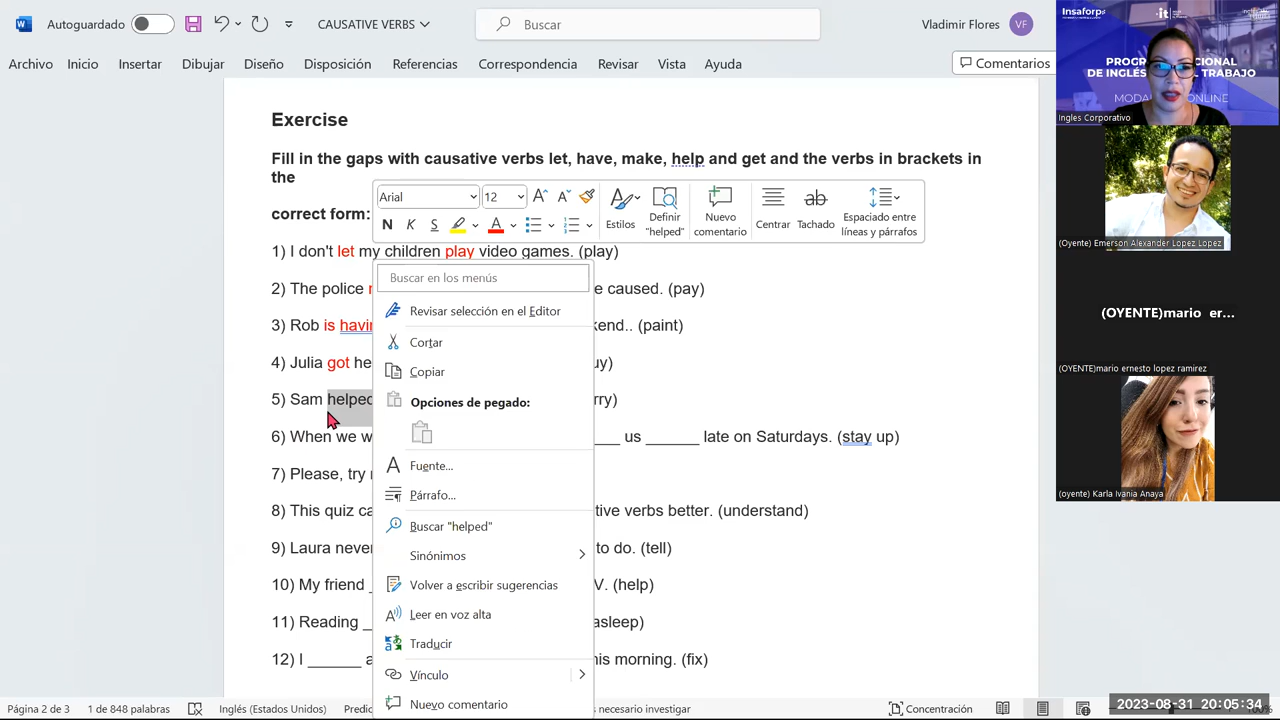 Autoguardado
CAUSATIVE VERBS
Buscar
Vladimir Flores
VF
Archivo
Inicio
Insertar
Dibujar
Diseño
Disposición
Referencias
Correspondencia
Revisar
Vista
Ayuda
Comentarios
Exercise
Fill in the gaps with causative verbs let, have, make, help and get and the verbs in brackets in
the
correct form:
Arial
12
N K S
Estilos
Definir
"helped"
Nuevo
comentario
Centrar
Tachado
Espaciado entre
líneas y párrafos
1) I don't let my children play video games. (play)
2) The police
e caused. (pay)
3) Rob is
kend.. (paint)
4) Julia got he
uy)
5) Sam helped
rry)
6) When we w
us ______ late on Saturdays. (stay up)
7) Please, try
8) This quiz ca
tive verbs better. (understand)
9) Laura never
to do. (tell)
10) My friend
V. (help)
11) Reading
asleep)
12) I ______ a
his morning. (fix)
Buscar en los menús
Revisar selección en el Editor
Cortar
Copiar
Opciones de pegado:
Fuente...
Párrafo...
Buscar "helped"
Sinónimos
Volver a escribir sugerencias
Leer en voz alta
Traducir
Vínculo
Nuevo comentario
Página 2 de 3
1 de 848 palabras
Inglés (Estados Unidos)
Predic
s necesario investigar
Concentración
2023-08-31 20:05:34
Insaforp
Ingles Corporativo
(Oyente) Emerson Alexander Lopez Lopez
(OYENTE)mario er...
(OYENTE)mario ernesto lopez ramirez
(oyente) Karla Ivania Anaya